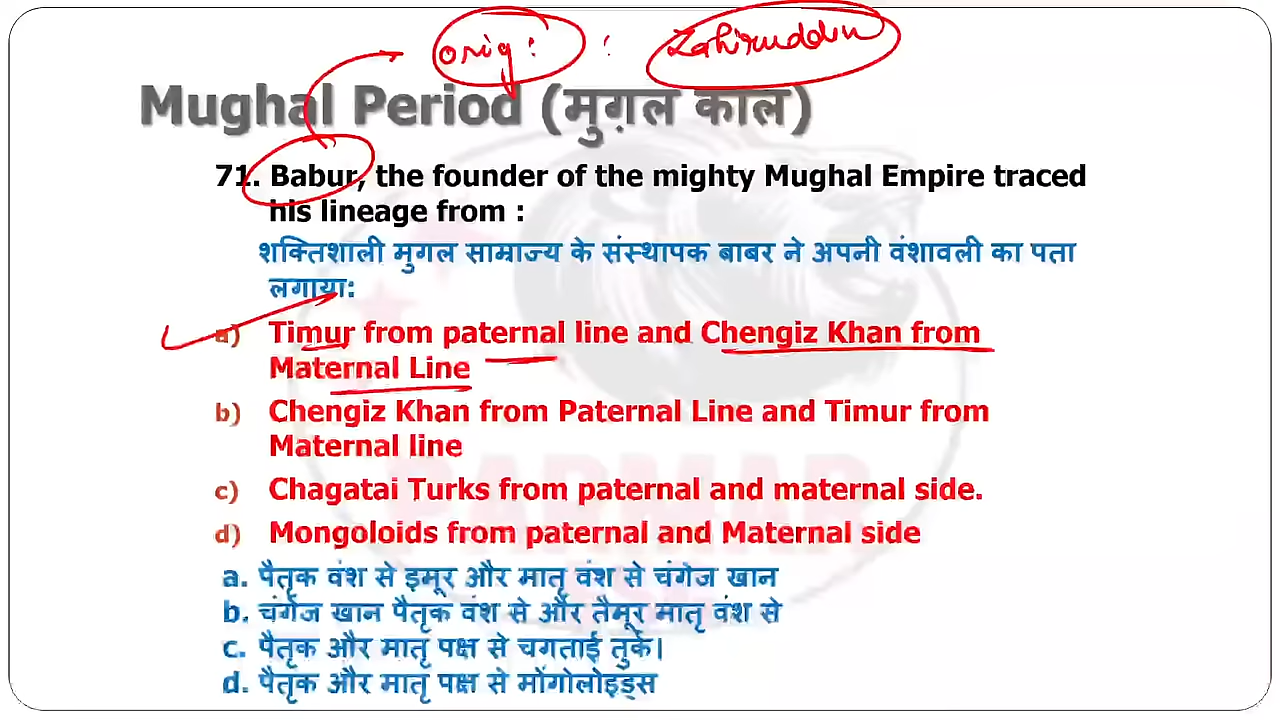 orig: : Zahiruddin
Mughal Period (मुग़ल काल)
71. Babur, the founder of the mighty Mughal Empire traced
his lineage from :
शक्तिशाली मुगल साम्राज्य के संस्थापक बाबर ने अपनी वंशावली का पता
लगाया:
a) Timur from paternal line and Chengiz Khan from
Maternal Line
b) Chengiz Khan from Paternal Line and Timur from
Maternal line
c) Chagatai Turks from paternal and maternal side.
d) Mongoloids from paternal and Maternal side
a. पैतृक वंश से इमूर और मातृ वंश से चंगेज खान
b. चंगेज खान पैतृक वंश से और तैमूर मातृ वंश से
c. पैतृक और मातृ पक्ष से चगताई तुर्क।
d. पैतृक और मातृ पक्ष से मोंगोलोइड्स
PARMAR
SSC